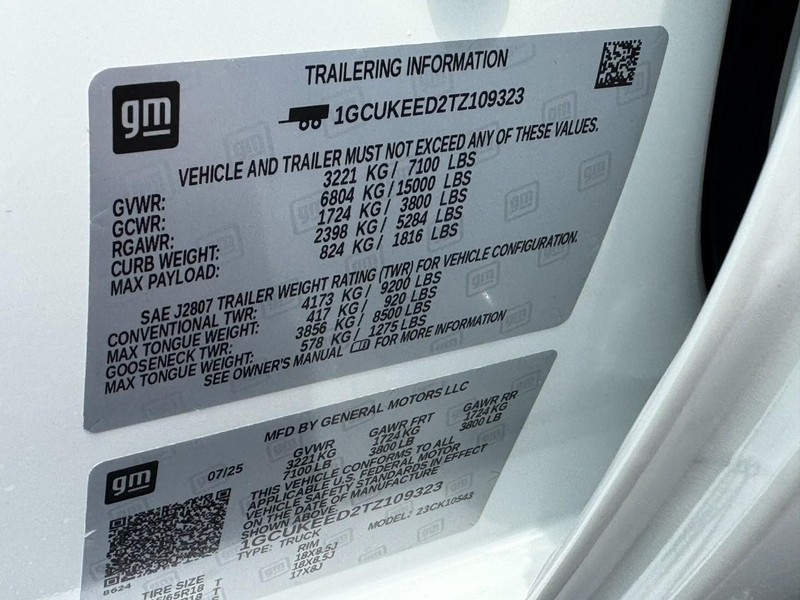 gm
TRAILERING INFORMATION
1GCUKEED2TZ109323
VEHICLE AND TRAILER MUST NOT EXCEED ANY OF THESE VALUES.
GVWR: 3221 KG / 7100 LBS
GCWR: 6804 KG / 15000 LBS
RGAWR: 1724 KG / 3800 LBS
CURB WEIGHT: 2398 KG / 5284 LBS
MAX PAYLOAD: 824 KG / 1816 LBS
SAE J2807 TRAILER WEIGHT RATING (TWR) FOR VEHICLE CONFIGURATION.
CONVENTIONAL TWR: 4173 KG / 9200 LBS
MAX TONGUE WEIGHT: 417 KG / 920 LBS
GOOSENECK TWR: 3856 KG / 8500 LBS
MAX TONGUE WEIGHT: 578 KG / 1275 LBS
SEE OWNER'S MANUAL FOR MORE INFORMATION
gm
07/25
MFD BY GENERAL MOTORS LLC
GVWR GAWR FRT GAWR RR
3221 KG 1724 KG 1724 KG
7100 LB 3800 LB 3800 LB
THIS VEHICLE CONFORMS TO ALL
APPLICABLE U.S. FEDERAL MOTOR
VEHICLE SAFETY STANDARDS IN EFFECT
ON THE DATE OF MANUFACTURE
SHOWN ABOVE.
1GCUKEED2TZ109323
TYPE: TRUCK MODEL: 23CK10543
8624
TIRE SIZE RIM
/65R18 T 18X8.5J
18X8.5J
17X8J